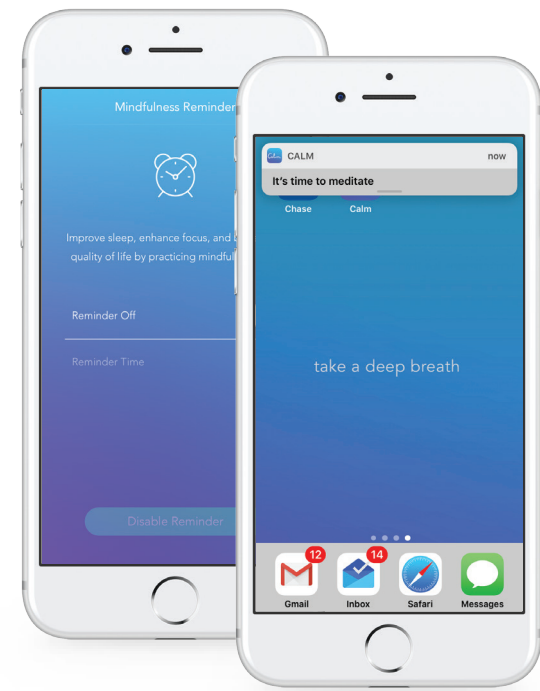 Mindfulness Reminder
Improve sleep, enhance focus, and
quality of life by practicing mindful
Reminder Off
Reminder Time
Disable Reminder
Calm
CALM
now
It's time to meditate
Chase
Calm
take a deep breath
12
14
Gmail
Inbox
Safari
Messages